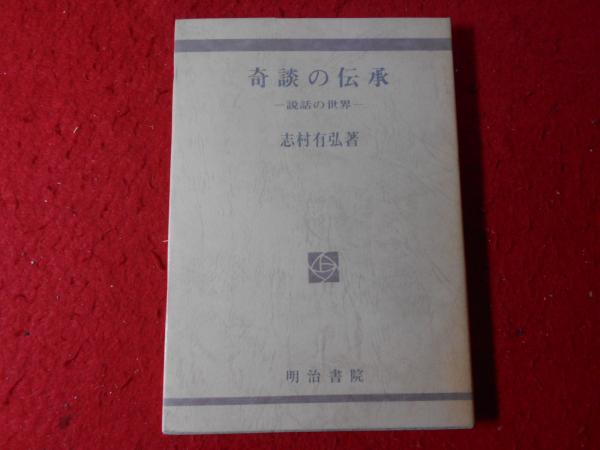 奇談の伝承
―説話の世界―
志村有弘著
明治書院